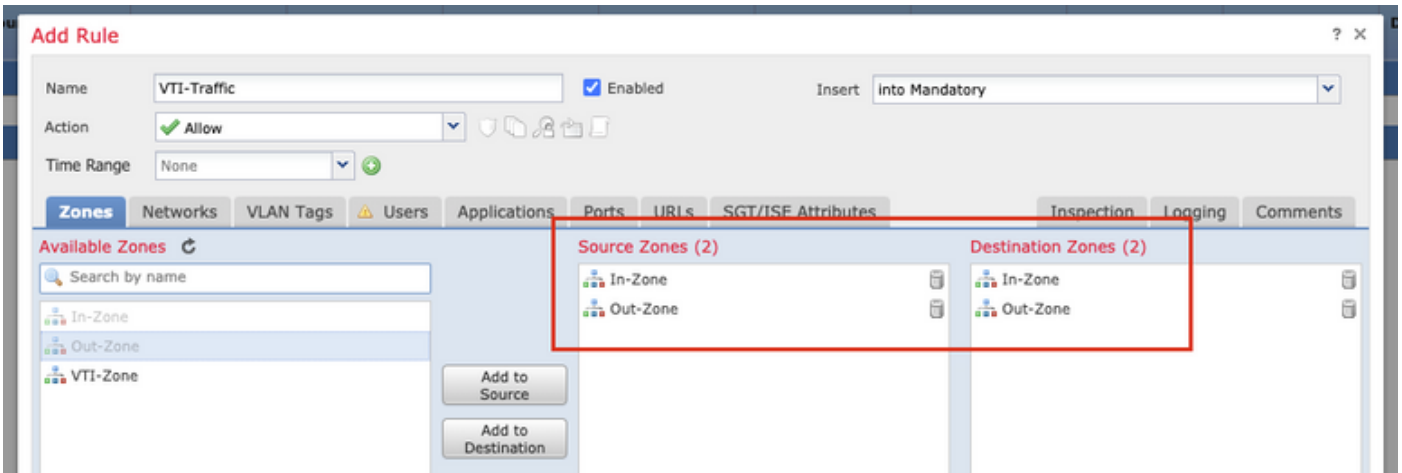 Add Rule
?
Name VTI-Traffic Enabled Insert into Mandatory
Action Allow
Time Range None
Zones Networks VLAN Tags Users Applications Ports URLs SGT/ISE Attributes Inspection Logging Comments
Available Zones Source Zones (2) Destination Zones (2)
Search by name In-Zone In-Zone
In-Zone Out-Zone Out-Zone
Out-Zone
VTI-Zone
Add to
Source
Add to
Destination